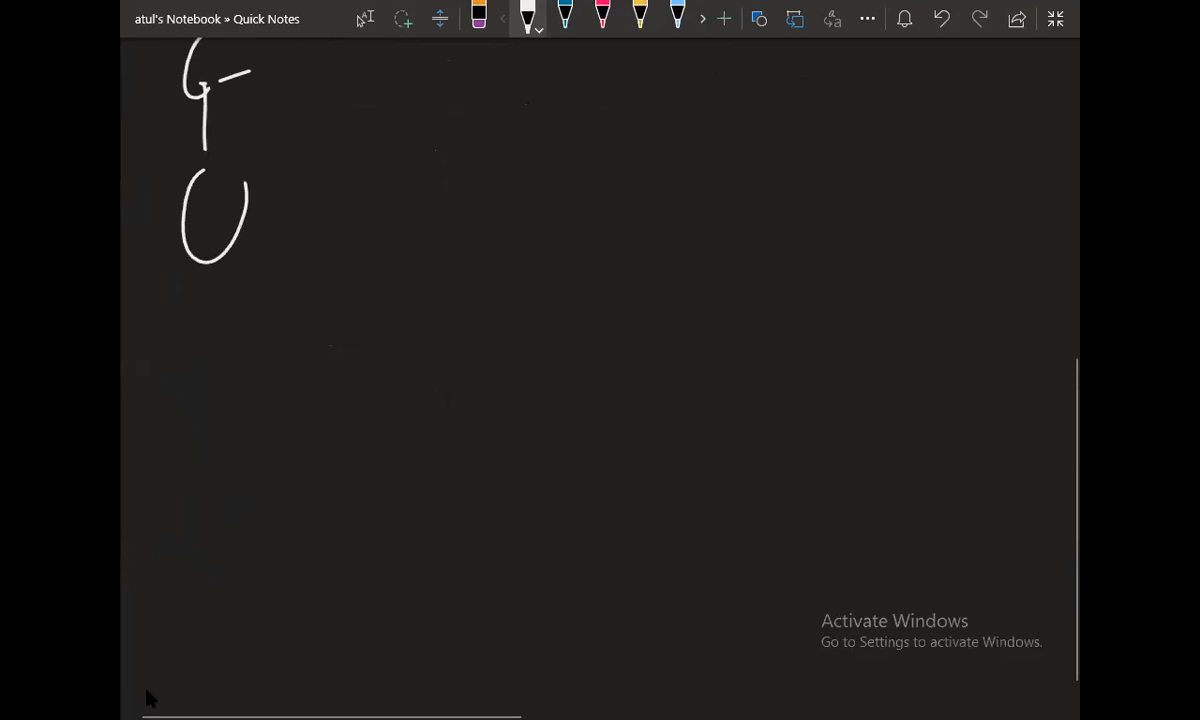 atul's Notebook » Quick Notes
G -
U
Activate Windows
Go to Settings to activate Windows.